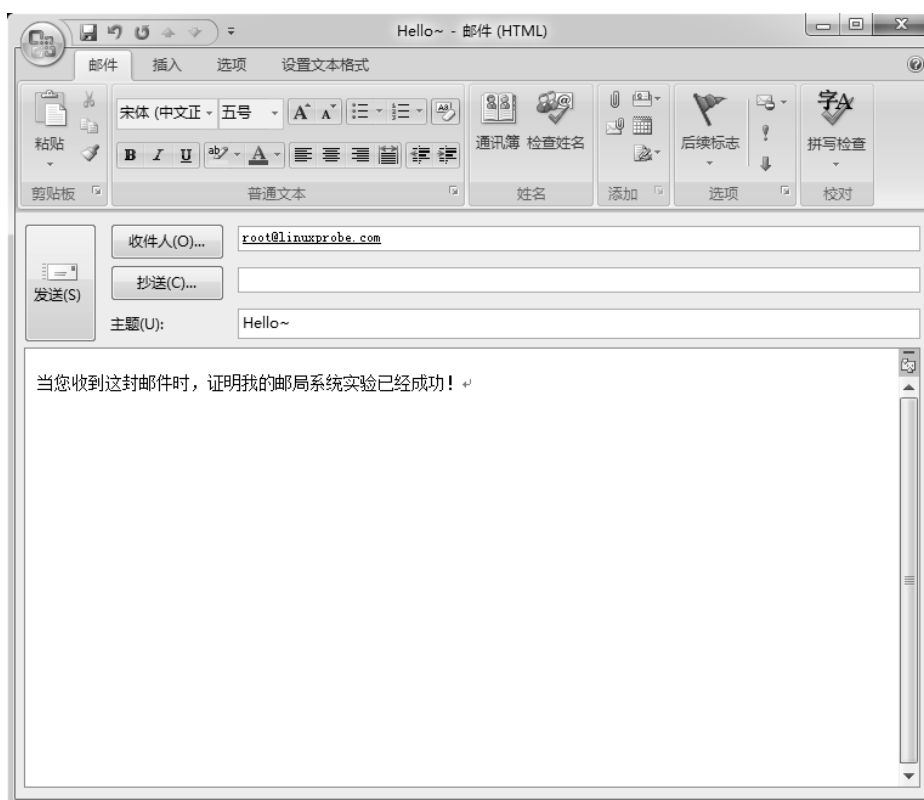 Hello~ - 邮件 (HTML)
邮件 插入 选项 设置文本格式
宋体 (中文正 五号
粘贴
通讯簿 检查姓名
后续标志
拼写检查
剪贴板 普通文本 姓名 添加 选项 校对
收件人(O)... root@linuxprobe.com
抄送(C)...
发送(S)
主题(U): Hello~
当您收到这封邮件时，证明我的邮局系统实验已经成功！